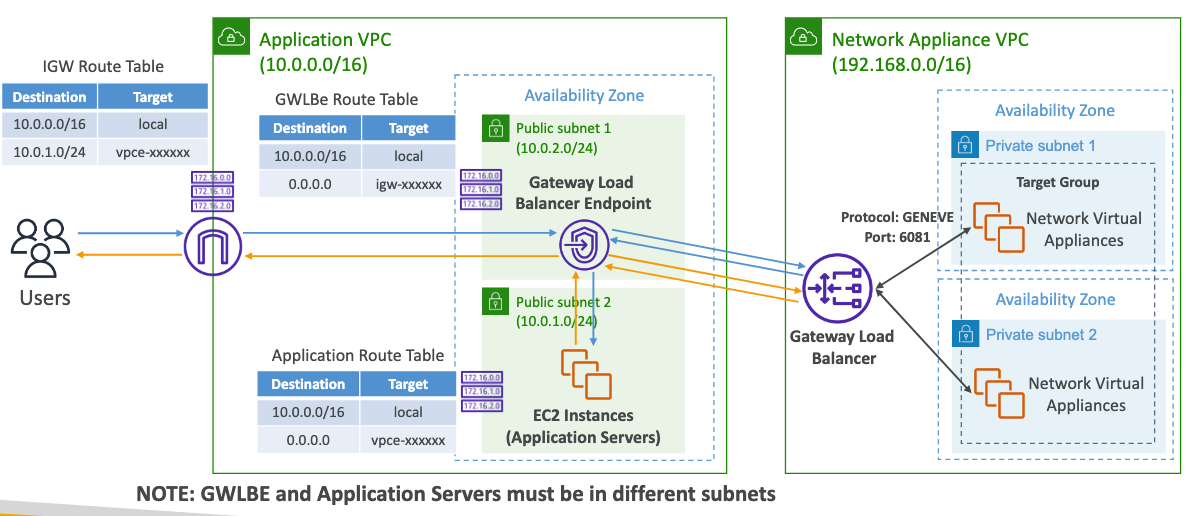 Application VPC
(10.0.0.0/16)
Network Appliance VPC
(192.168.0.0/16)
IGW Route Table
Destination Target
10.0.0.0/16 local
10.0.1.0/24 vpce-xxxxxx
GWLBe Route Table
Destination Target
10.0.0.0/16 local
0.0.0.0 igw-xxxxxx
Availability Zone
Public subnet 1
(10.0.2.0/24)
172.16.0.0
172.16.1.0
172.16.2.0
Gateway Load
Balancer Endpoint
172.16.0.0
172.16.1.0
172.16.2.0
Users
Public subnet 2
(10.0.1.0/24)
Application Route Table
Destination Target
10.0.0.0/16 local
0.0.0.0 vpce-xxxxxx
172.16.0.0
172.16.1.0
172.16.2.0
EC2 Instances
(Application Servers)
Availability Zone
Private subnet 1
Target Group
Network Virtual
Appliances
Protocol: GENEVE
Port: 6081
Gateway Load
Balancer
Availability Zone
Private subnet 2
Network Virtual
Appliances
NOTE: GWLBE and Application Servers must be in different subnets